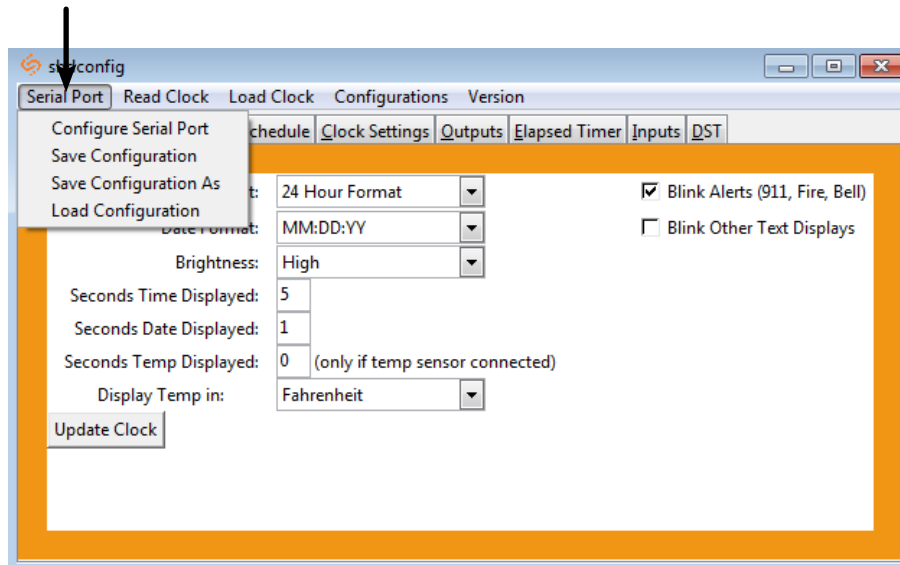 sbdconfig
Serial Port Read Clock Load Clock Configurations Version
Configure Serial Port
Save Configuration
Save Configuration As
Load Configuration
chedule Clock Settings Outputs Elapsed Timer Inputs DST
t: 24 Hour Format
Blink Alerts (911, Fire, Bell)
Date Format: MM:DD:YY
Blink Other Text Displays
Brightness: High
Seconds Time Displayed: 5
Seconds Date Displayed: 1
Seconds Temp Displayed: 0 (only if temp sensor connected)
Display Temp in: Fahrenheit
Update Clock